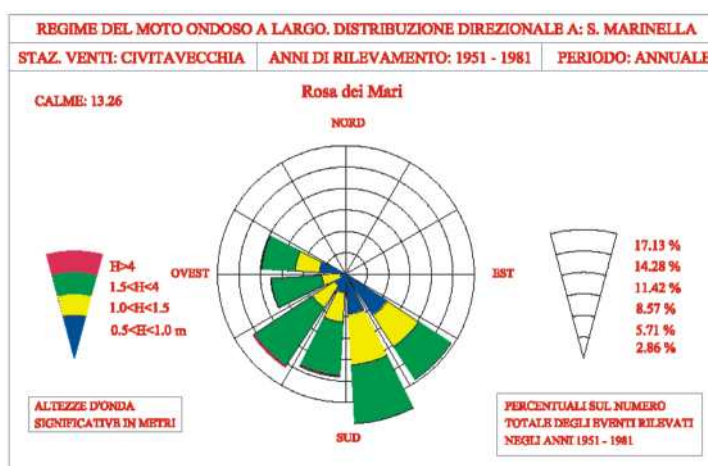 REGIME DEL MOTO ONDOSO A LARGO. DISTRIBUZIONE DIREZIONALE A: S. MARINELLA
STAZ. VENTI: CIVITAVECCHIA ANNI DI RILEVAMENTO: 1951 - 1981 PERIODO: ANNUALE
CALME: 13.26
Rosa dei Mari
NORD
OVEST
EST
SUD
H>4
1.5<H<4
1.0<H<1.5
0.5<H<1.0 m
17.13 %
14.28 %
11.42 %
8.57 %
5.71 %
2.86 %
ALTEZZE D'ONDA
SIGNIFICATIVE IN METRI
PERCENTUALI SUL NUMERO
TOTALE DEGLI EVENTI RILEVATI
NEGLI ANNI 1951 - 1981